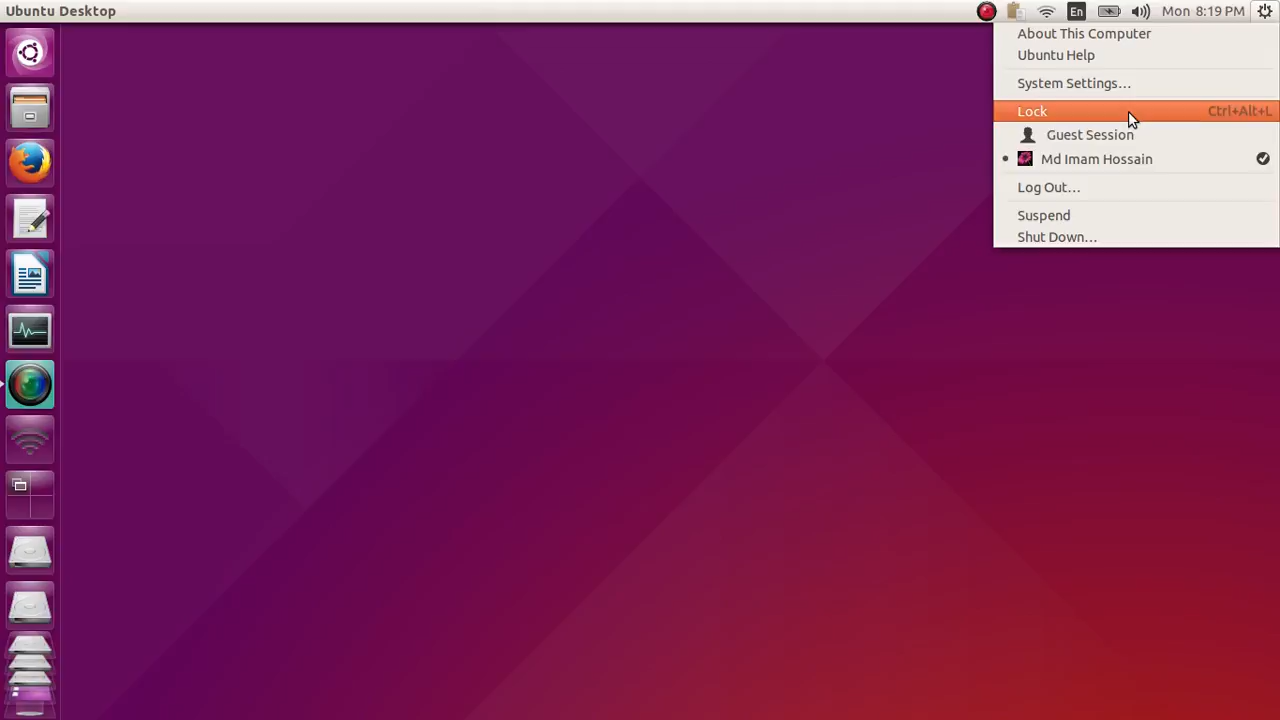 Ubuntu Desktop En Mon 8:19 PM
About This Computer
Ubuntu Help
System Settings...
Lock Ctrl+Alt+L
Guest Session
Md Imam Hossain
Log Out...
Suspend
Shut Down...